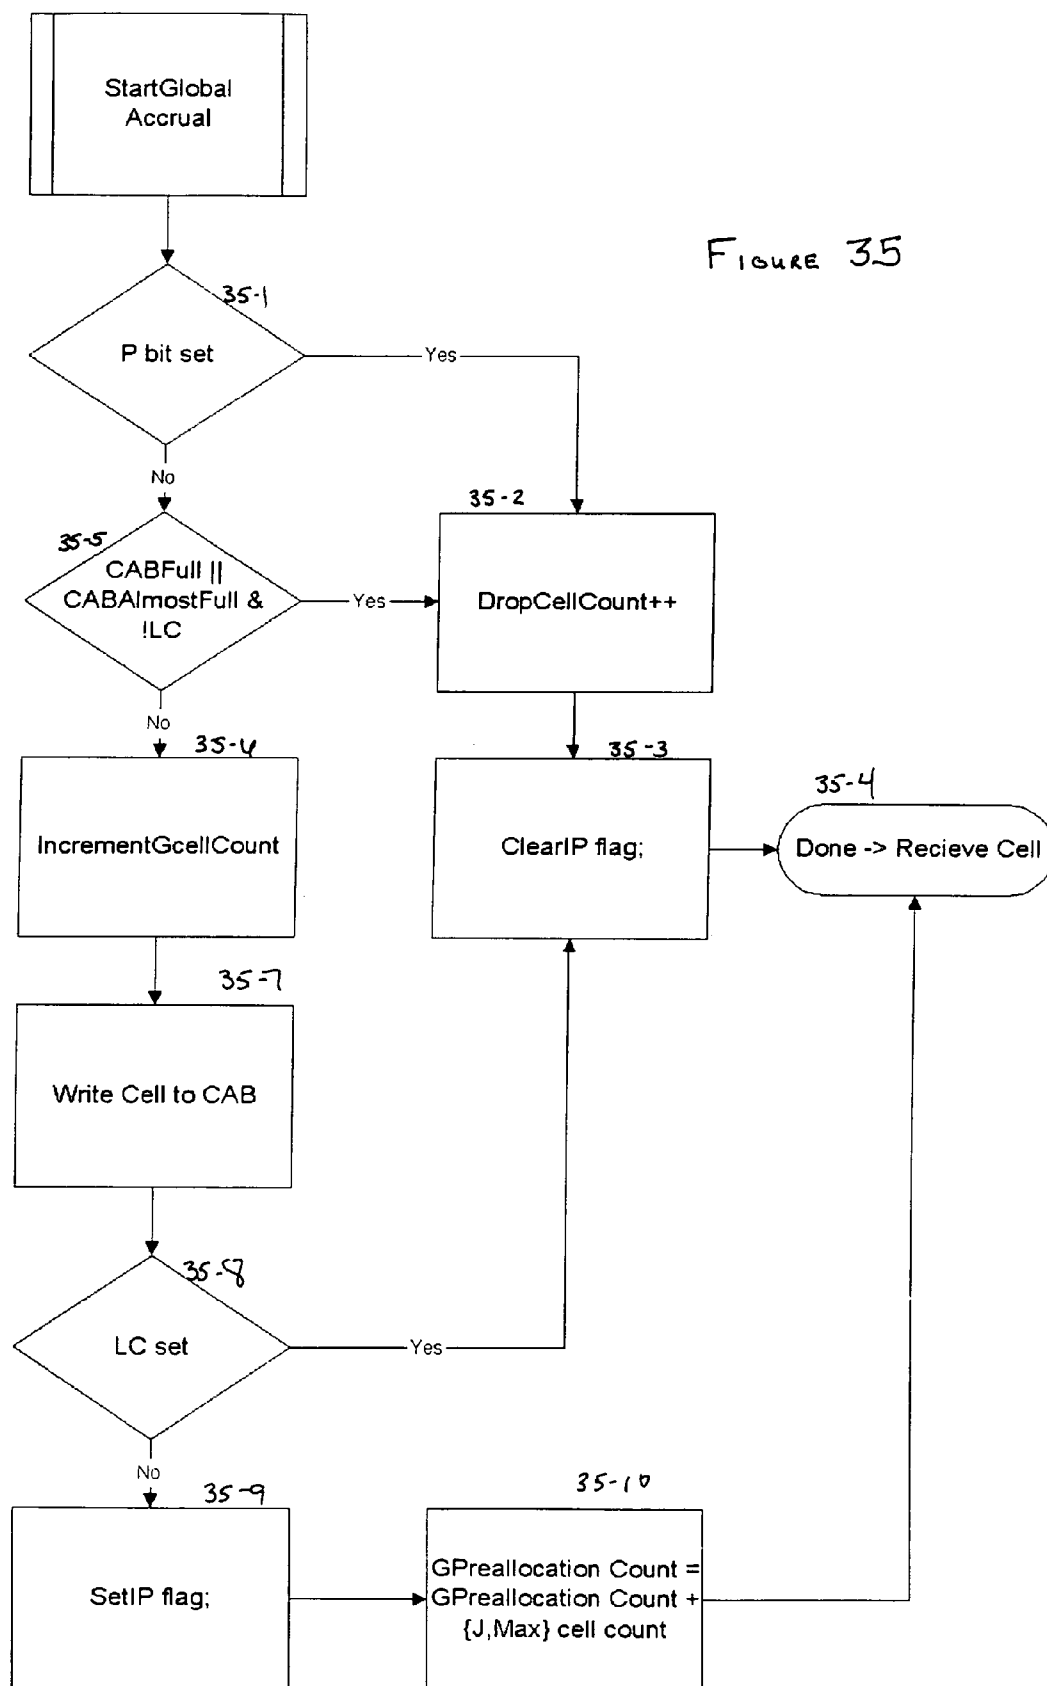 StartGlobal
Accrual
FIGURE 35
35-1
P bit set
Yes
No
35-2
35-5
CABFull ||
CABAlmostFull &
!LC
Yes
DropCellCount++
No
35-6
35-3
35-4
IncrementGcellCount
ClearIP flag;
Done -> Recieve Cell
35-7
Write Cell to CAB
35-8
LC set
Yes
No
35-9
35-10
SetIP flag;
GPreallocation Count =
GPreallocation Count +
{J,Max} cell count